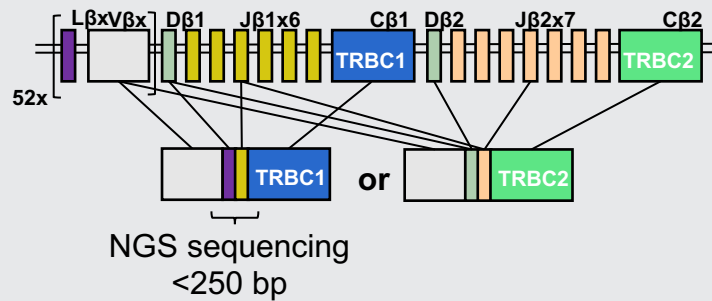 LβxVβx Dβ1 Jβ1x6 Cβ1 Dβ2 Jβ2x7 Cβ2
TRBC1 TRBC2
52x
TRBC1 or TRBC2
NGS sequencing
<250 bp